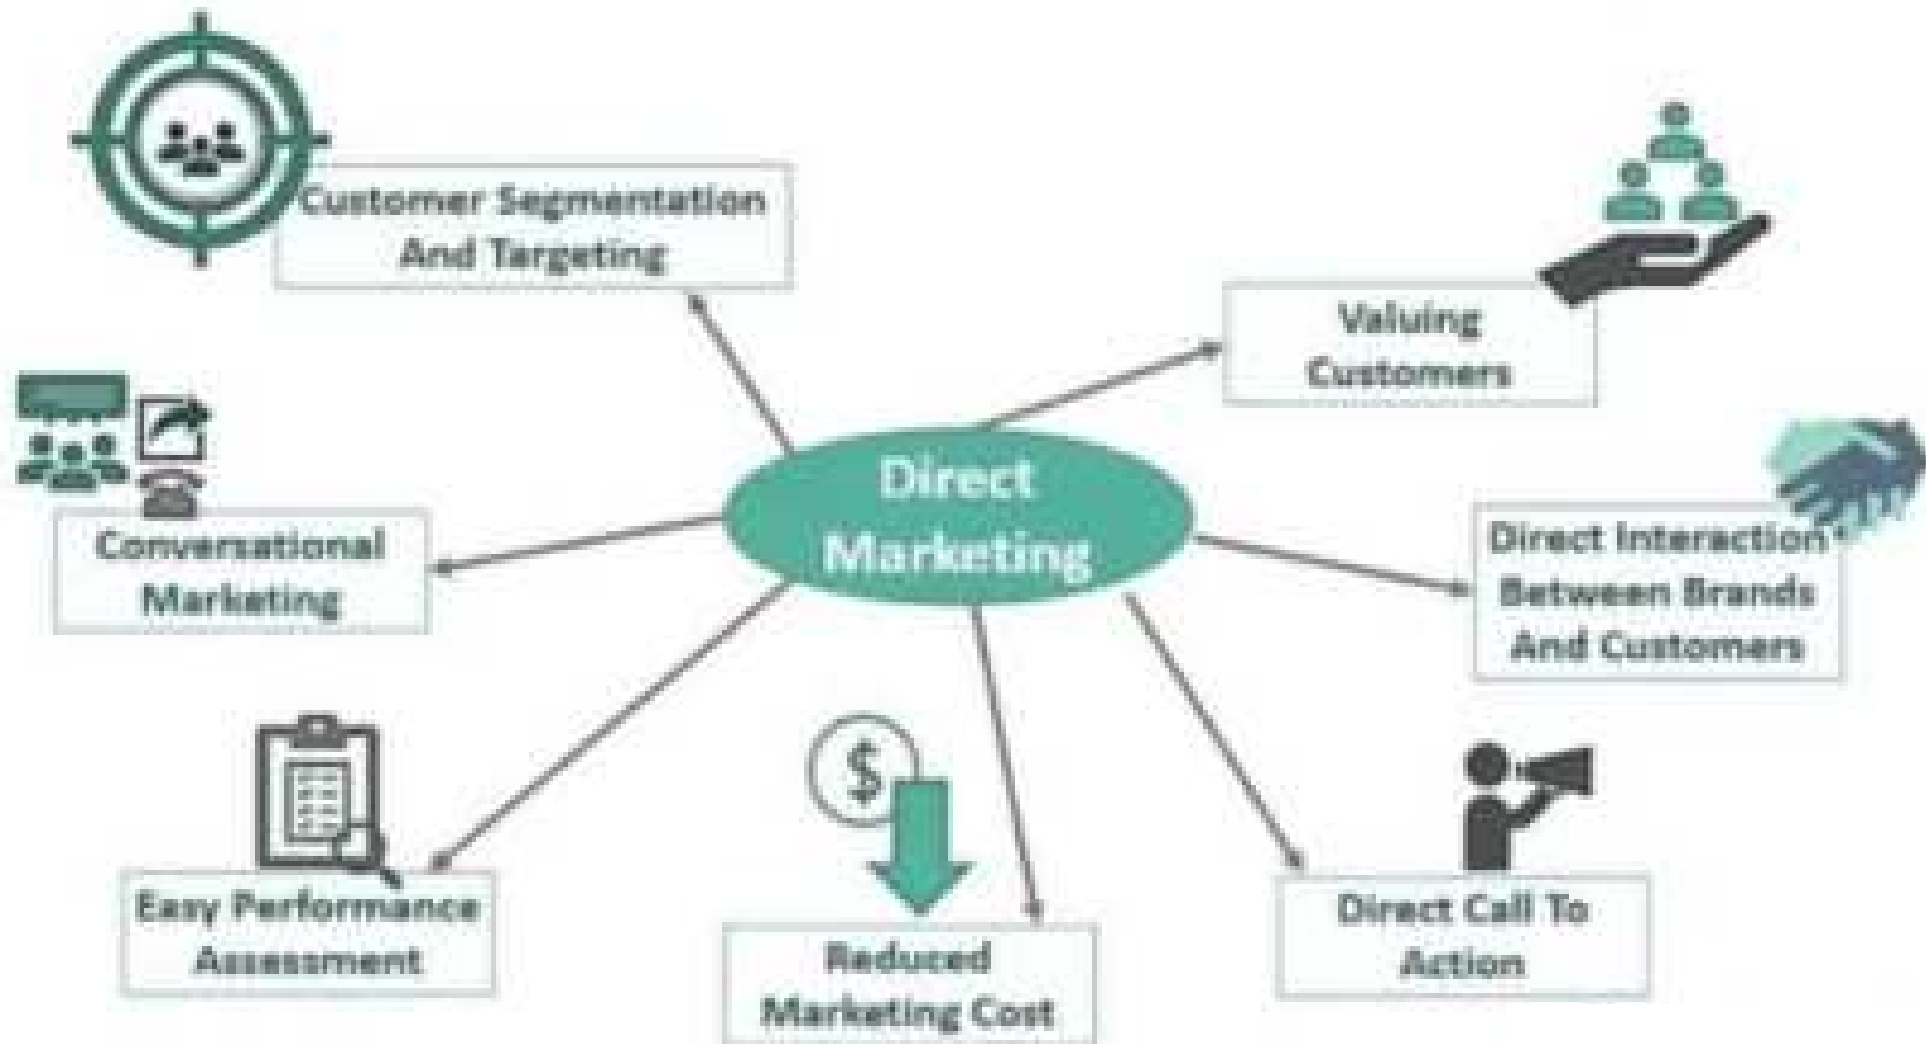 Customer Segmentation
And Targeting
Valuing
Customers
Direct
Marketing
Conversational
Marketing
Direct Interaction
Between Brands
And Customers
Easy Performance
Assessment
$
Reduced
Marketing Cost
Direct Call To
Action